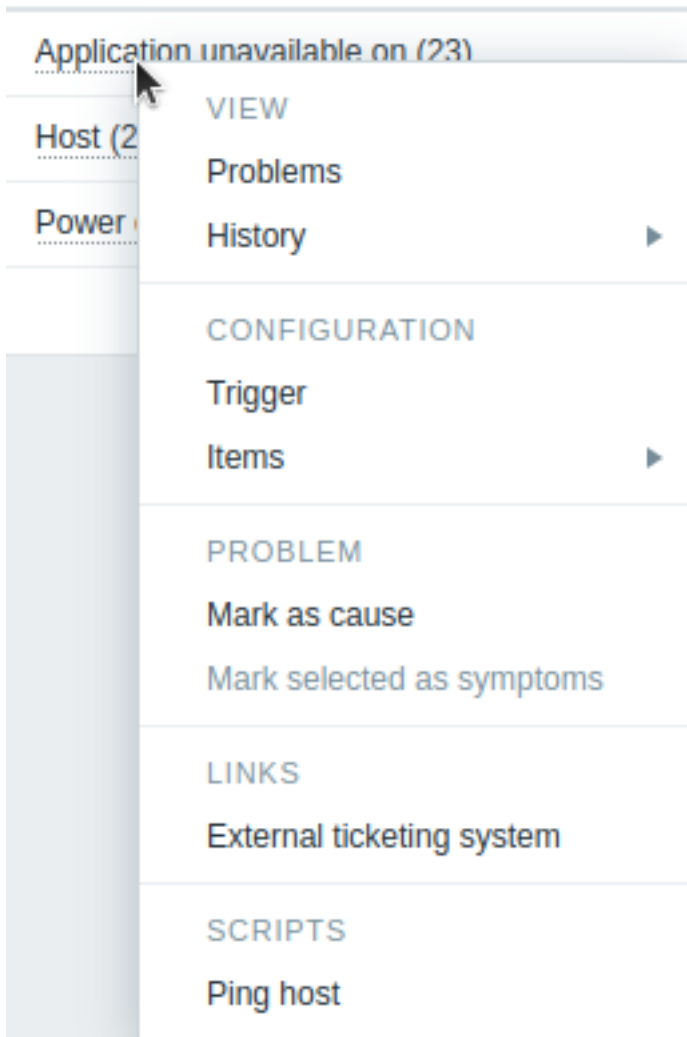 Application unavailable on (23)
Host (2
Power
VIEW
Problems
History
CONFIGURATION
Trigger
Items
PROBLEM
Mark as cause
Mark selected as symptoms
LINKS
External ticketing system
SCRIPTS
Ping host